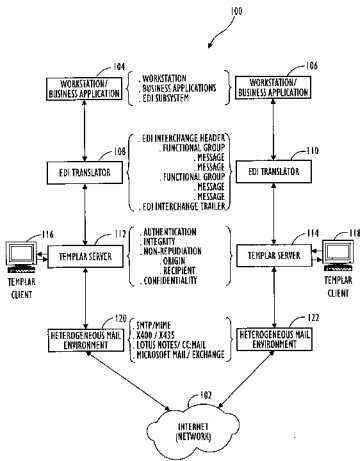 100
104
WORKSTATION/
BUSINESS APPLICATION
. WORKSTATION
. BUSINESS APPLICATIONS
. EDI SUBSYSTEM
106
WORKSTATION/
BUSINESS APPLICATION
108
EDI TRANSLATOR
. EDI INTERCHANGE HEADER
. FUNCTIONAL GROUP
. MESSAGE
. MESSAGE
. FUNCTIONAL GROUP
. MESSAGE
. MESSAGE
. EDI INTERCHANGE TRAILER
110
EDI TRANSLATOR
116
TEMPLAR
CLIENT
112
TEMPLAR SERVER
. AUTHENTICATION
. INTEGRITY
. NON-REPUDIATION
. ORIGIN
. RECIPIENT
. CONFIDENTIALITY
114
TEMPLAR SERVER
118
TEMPLAR
CLIENT
120
HETEROGENEOUS MAIL
ENVIRONMENT
. SMTP/MIME
. X400 / X435
. LOTUS NOTES/ CC:MAIL
. MICROSOFT MAIL/ EXCHANGE
122
HETEROGENEOUS MAIL
ENVIRONMENT
102
INTERNET
(NETWORK)